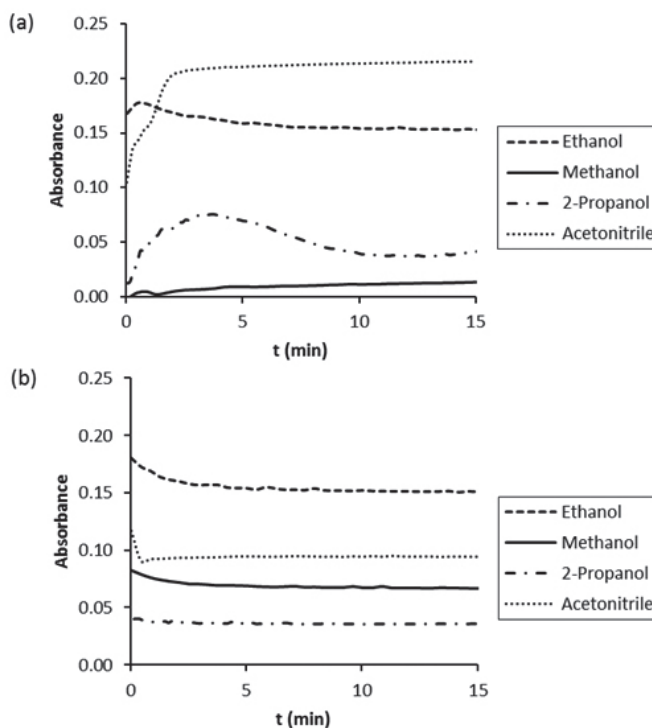 (a)
0.25
0.20
0.15
0.10
0.05
0.00
Absorbance
0
5
10
15
t (min)
Ethanol
Methanol
2-Propanol
Acetonitrile
(b)
0.25
0.20
0.15
0.10
0.05
0.00
Absorbance
0
5
10
15
t (min)
Ethanol
Methanol
2-Propanol
Acetonitrile